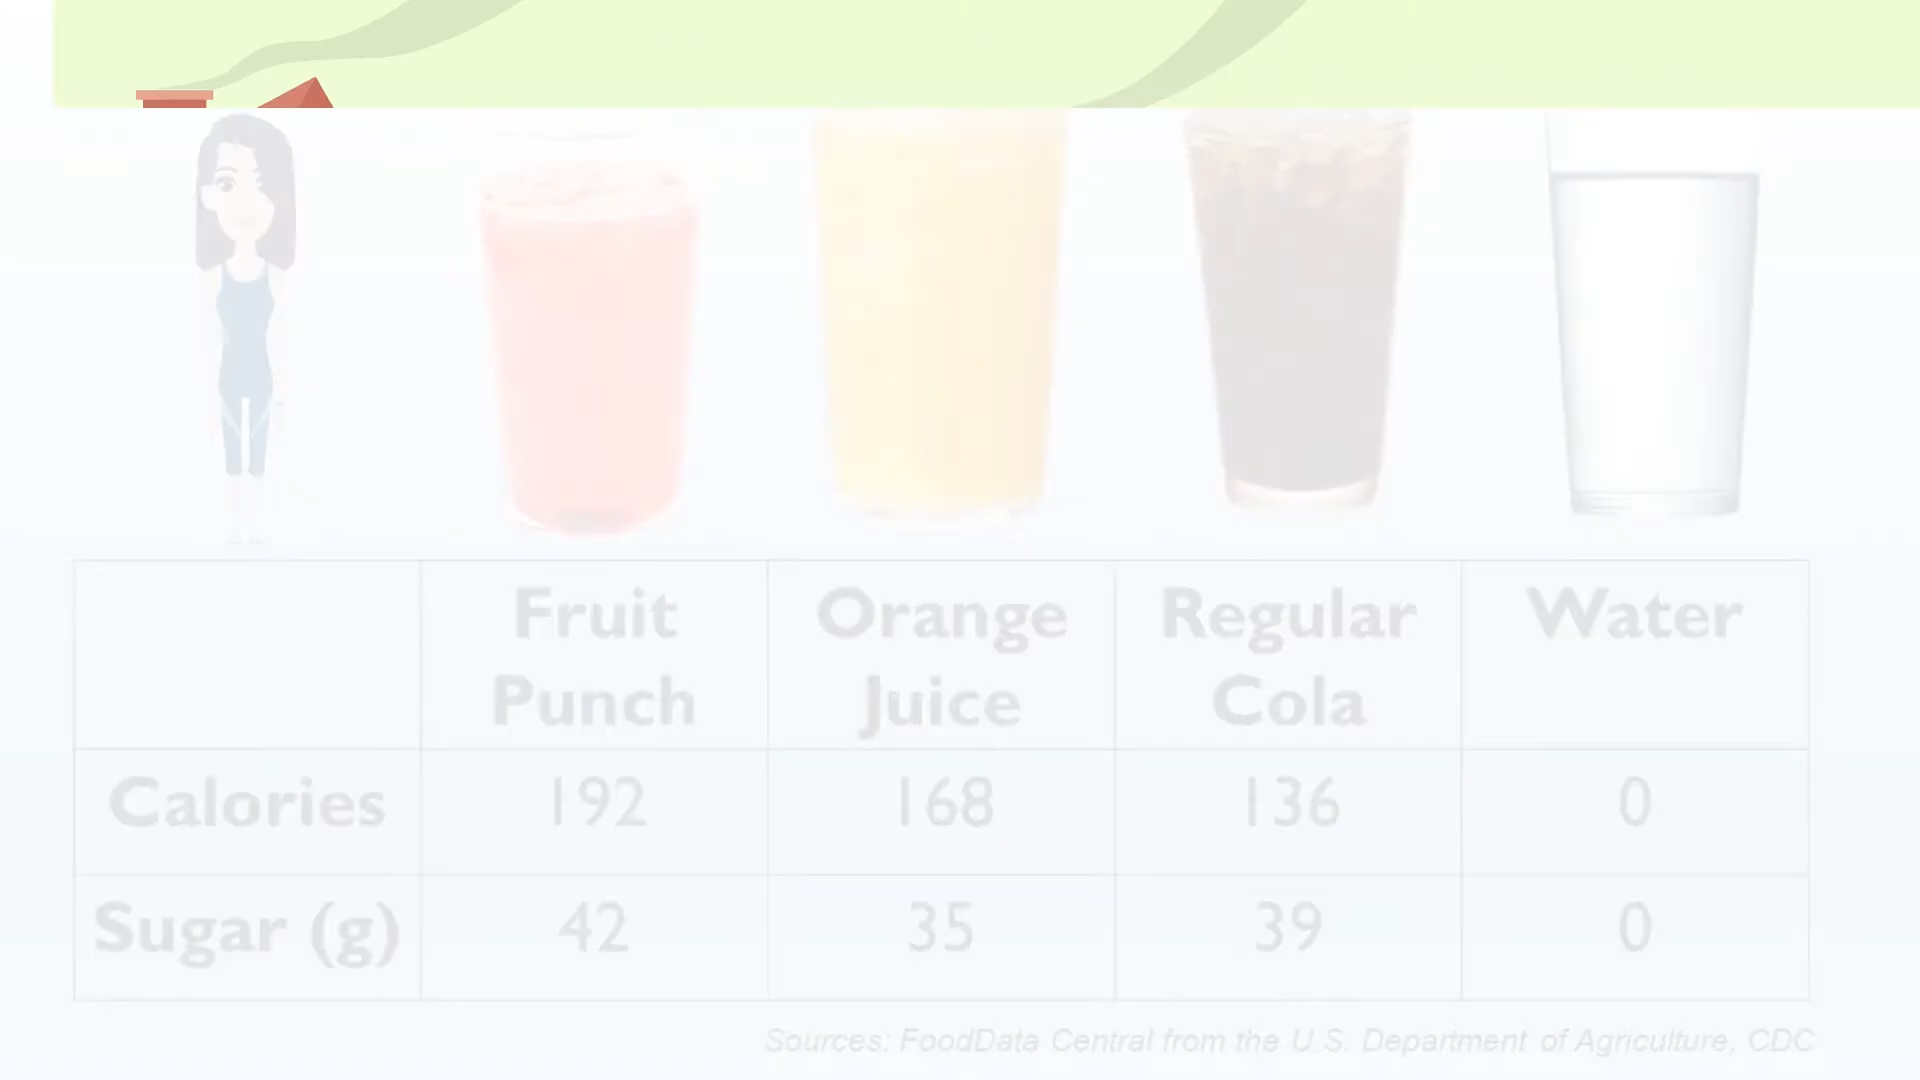 Fruit Punch Orange Juice Regular Cola Water
Calories 192 168 136 0
Sugar (g) 42 35 39 0
Sources: FoodData Central from the U.S. Department of Agriculture, CDC